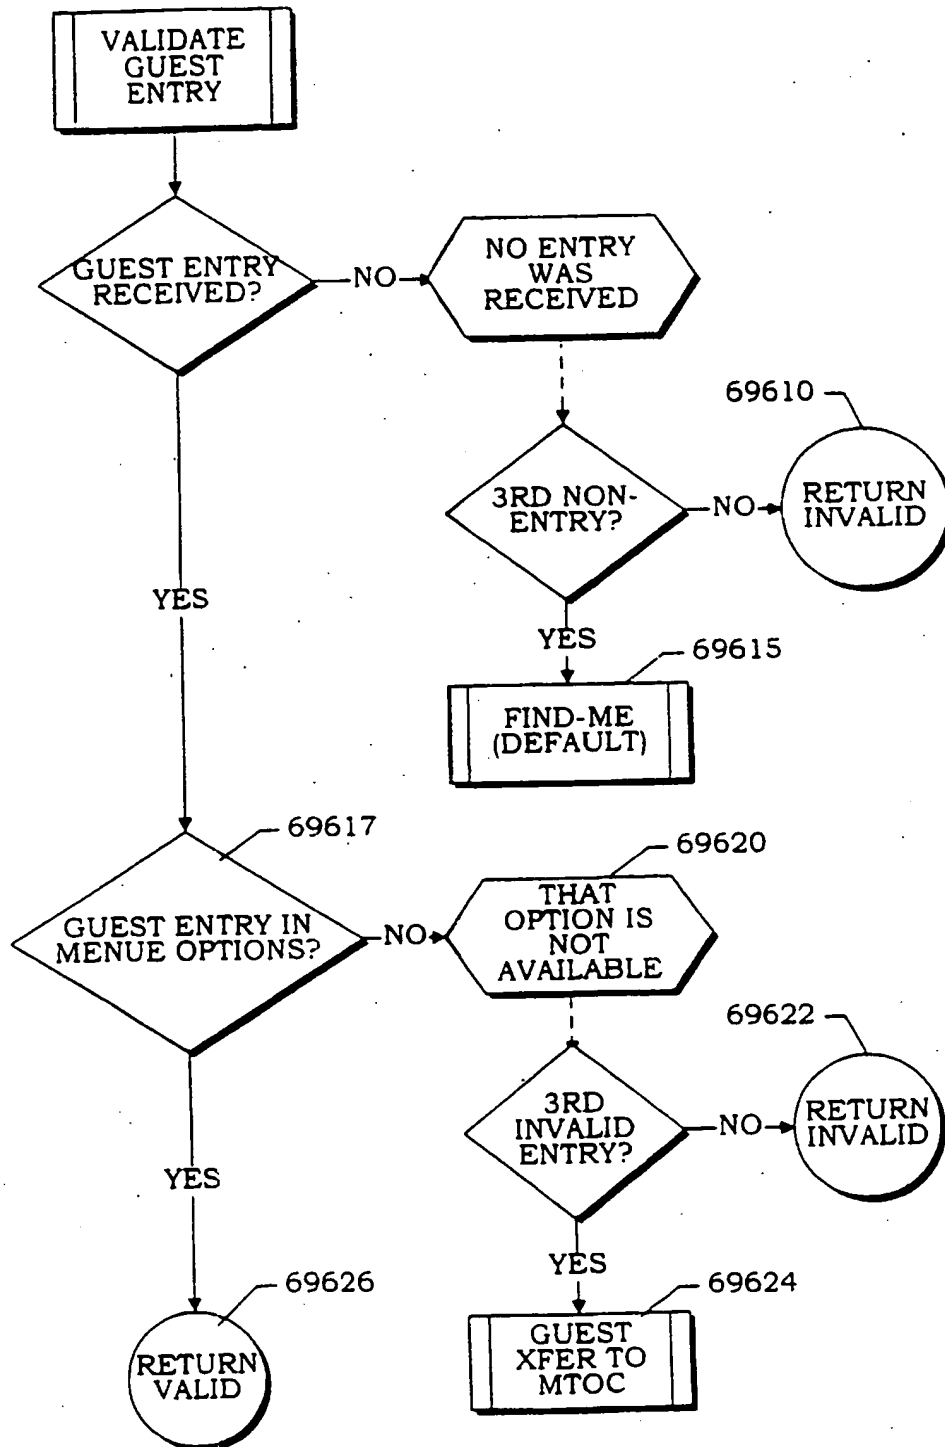 VALIDATE
GUEST
ENTRY
GUEST ENTRY
RECEIVED?
NO
NO ENTRY
WAS
RECEIVED
69610
3RD NON-
ENTRY?
NO
RETURN
INVALID
YES
YES
69615
FIND-ME
(DEFAULT)
69617
GUEST ENTRY IN
MENUE OPTIONS?
NO
69620
THAT
OPTION IS
NOT
AVAILABLE
69622
3RD
INVALID
ENTRY?
NO
RETURN
INVALID
YES
YES
69624
GUEST
XFER TO
MTOC
69626
RETURN
VALID